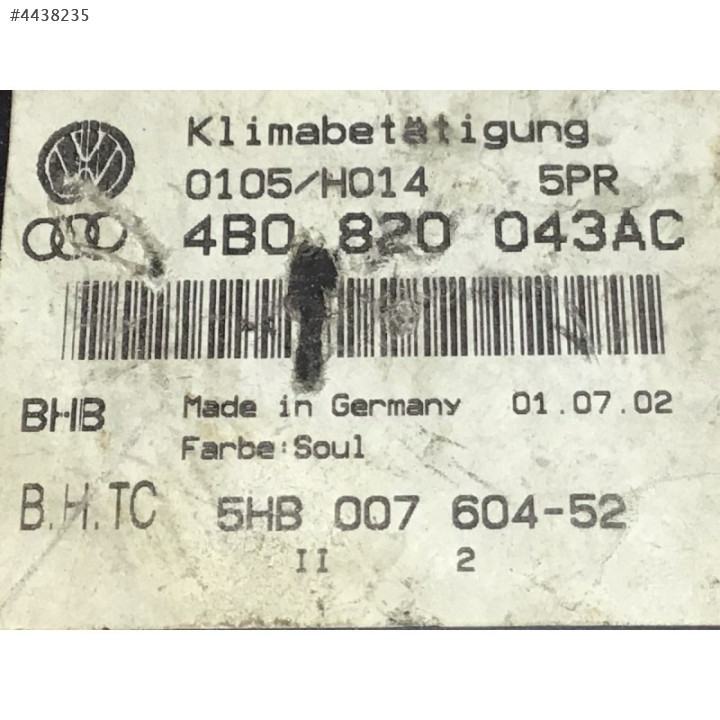 #4438235
Klimabetätigung
0105/H014 5PR
4B0 820 043AC
BHB Made in Germany 01.07.02
Farbe:Soul
B.H.TC 5HB 007 604-52
II 2